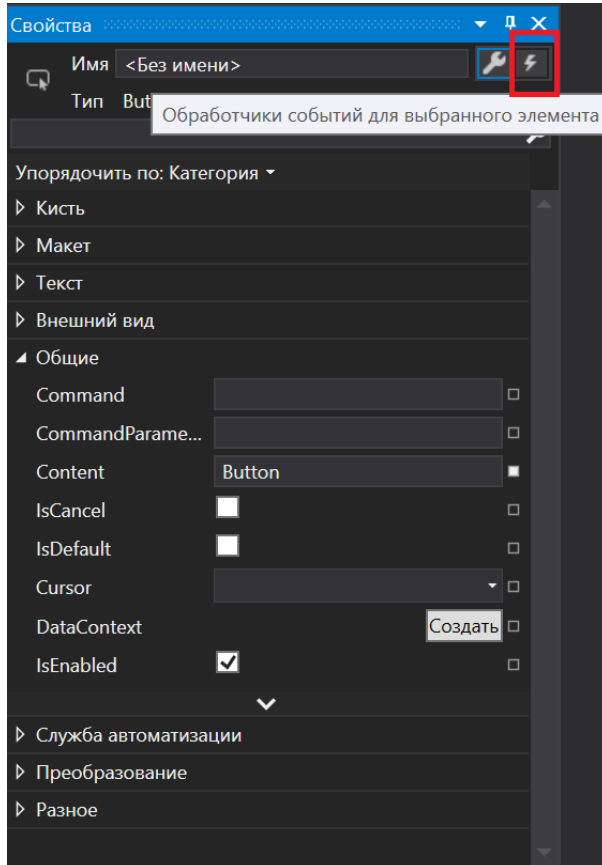 Свойства
Имя <Без имени>
Тип But
Обработчики событий для выбранного элемента
Упорядочить по: Категория
Кисть
Макет
Текст
Внешний вид
Общие
Command
CommandParame...
Content Button
IsCancel
IsDefault
Cursor
DataContext Создать
IsEnabled
Служба автоматизации
Преобразование
Разное